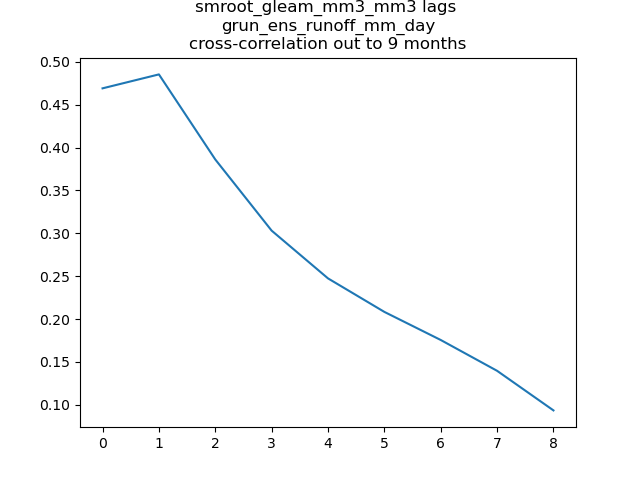 smroot_gleam_mm3_mm3 lags
grun_ens_runoff_mm_day
cross-correlation out to 9 months
0.50
0.45
0.40
0.35
0.30
0.25
0.20
0.15
0.10
0 1 2 3 4 5 6 7 8